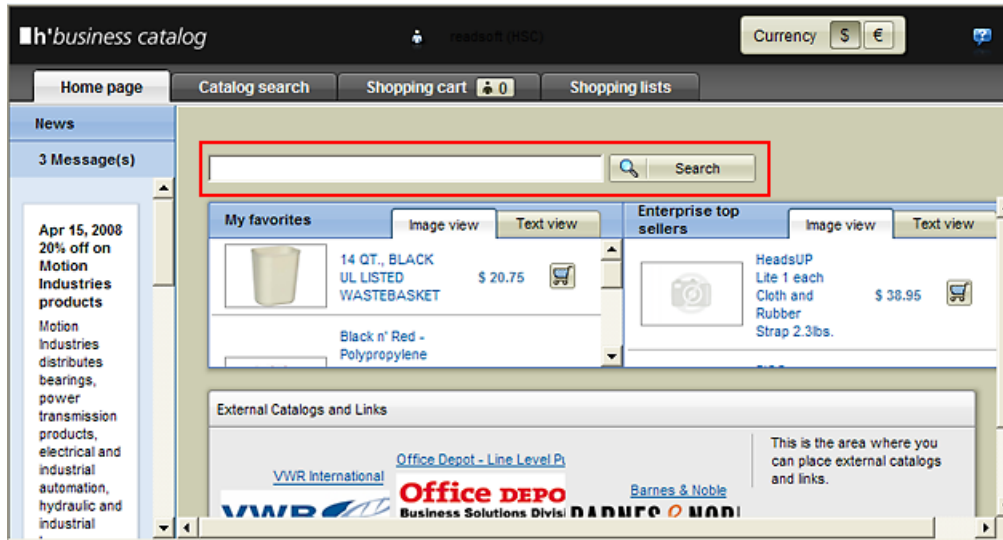 h'business catalog
readsoft (HSC)
Currency $ €
Home page
Catalog search
Shopping cart 0
Shopping lists
News
3 Message(s)
Search
Apr 15, 2008
20% off on
Motion
Industries
products
Motion
Industries
distributes
bearings,
power
transmission
products,
electrical and
industrial
automation,
hydraulic and
industrial
My favorites
Image view
Text view
14 QT., BLACK
UL LISTED
WASTEBASKET
$ 20.75
Black n' Red -
Polypropylene
Enterprise top
sellers
Image view
Text view
HeadsUP
Lite 1 each
Cloth and
Rubber
Strap 2.3lbs.
$ 38.95
External Catalogs and Links
VWR International
VWR
Office Depot - Line Level Pu
Office DEPO
Business Solutions Divisi
Barnes & Noble
BARNES & NOBL
This is the area where you
can place external catalogs
and links.